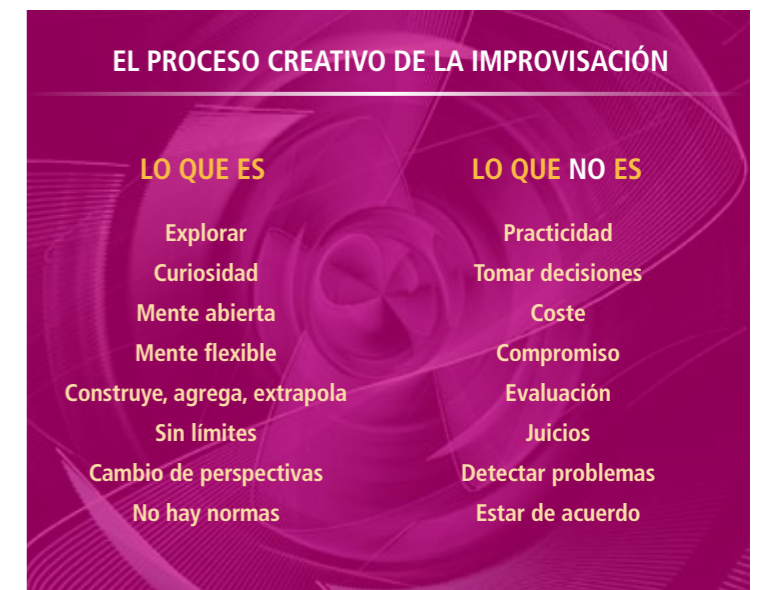 EL PROCESO CREATIVO DE LA IMPROVISACIÓN
LO QUE ES
Explorar
Curiosidad
Mente abierta
Mente flexible
Construye, agrega, extrapola
Sin límites
Cambio de perspectivas
No hay normas
LO QUE NO ES
Practicidad
Tomar decisiones
Coste
Compromiso
Evaluación
Juicios
Detectar problemas
Estar de acuerdo